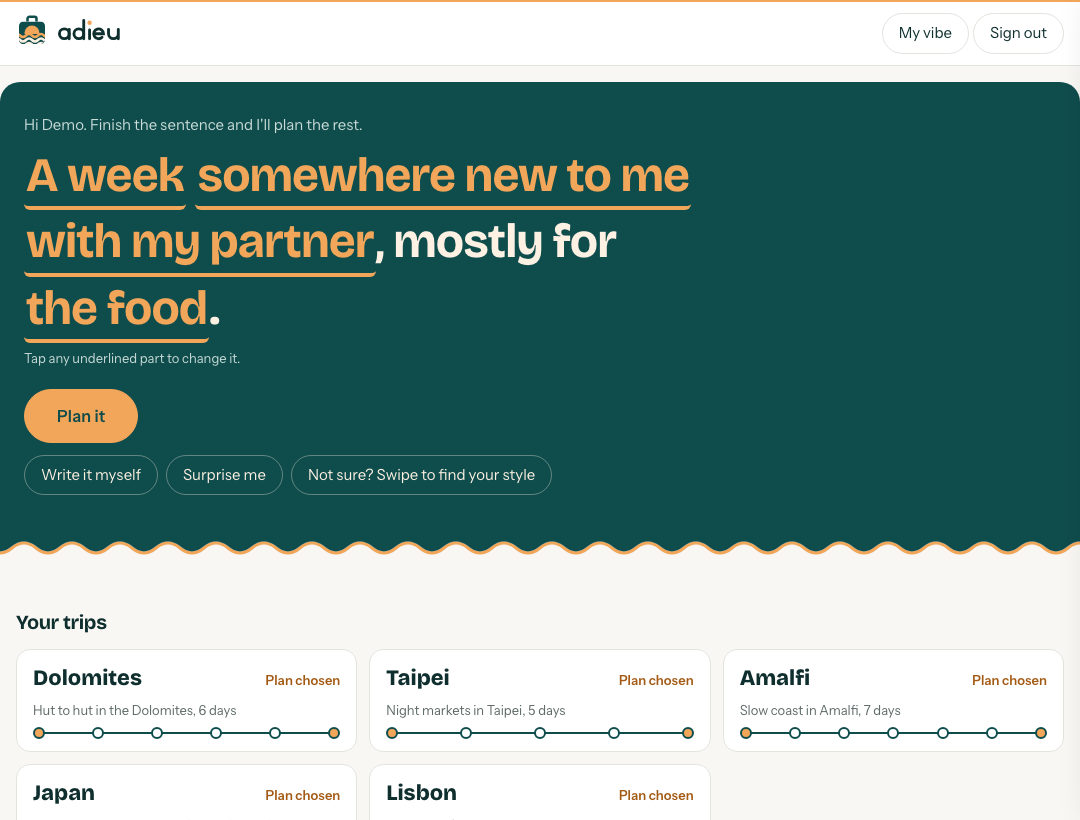 adieu
My vibe
Sign out
Hi Demo. Finish the sentence and I'll plan the rest.
A week somewhere new to me
with my partner, mostly for
the food.
Tap any underlined part to change it.
Plan it
Write it myself
Surprise me
Not sure? Swipe to find your style
Your trips
Dolomites
Plan chosen
Hut to hut in the Dolomites, 6 days
Taipei
Plan chosen
Night markets in Taipei, 5 days
Amalfi
Plan chosen
Slow coast in Amalfi, 7 days
Japan
Plan chosen
Lisbon
Plan chosen